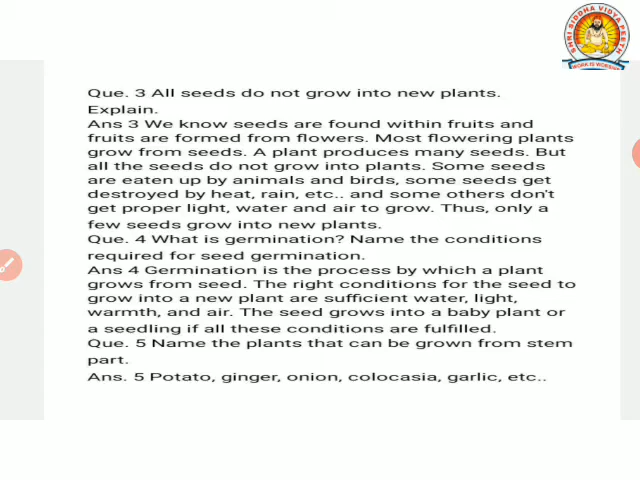 SHRI SIDDHA VIDYA PEETH
WORK IS WORSHIP
Que. 3 All seeds do not grow into new plants.
Explain.
Ans 3 We know seeds are found within fruits and
fruits are formed from flowers. Most flowering plants
grow from seeds. A plant produces many seeds. But
all the seeds do not grow into plants. Some seeds
are eaten up by animals and birds, some seeds get
destroyed by heat, rain, etc.. and some others don't
get proper light, water and air to grow. Thus, only a
few seeds grow into new plants.
Que. 4 What is germination? Name the conditions
required for seed germination.
Ans 4 Germination is the process by which a plant
grows from seed. The right conditions for the seed to
grow into a new plant are sufficient water, light,
warmth, and air. The seed grows into a baby plant or
a seedling if all these conditions are fulfilled.
Que. 5 Name the plants that can be grown from stem
part.
Ans. 5 Potato, ginger, onion, colocasia, garlic, etc..